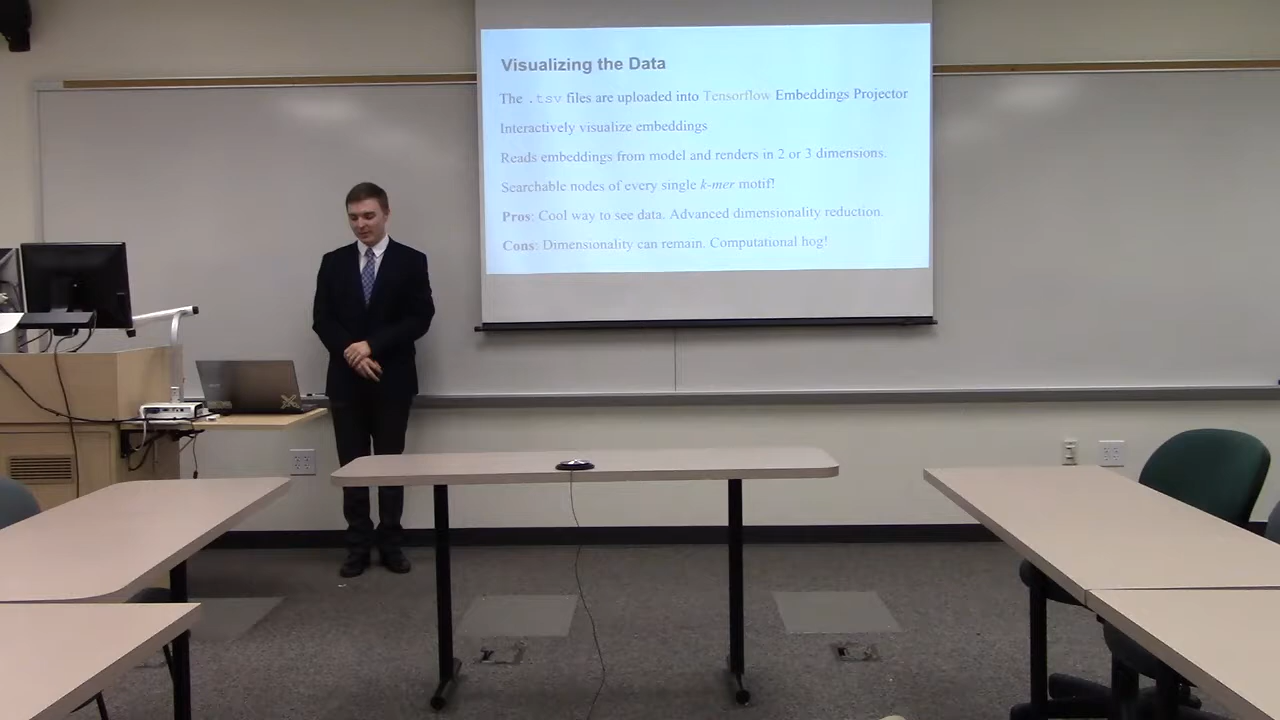 Visualizing the Data
The .tsv files are uploaded into Tensorflow Embeddings Projector
Interactively visualize embeddings
Reads embeddings from model and renders in 2 or 3 dimensions.
Searchable nodes of every single k-mer motif!
Pros: Cool way to see data. Advanced dimensionality reduction.
Cons: Dimensionality can remain. Computational hog!